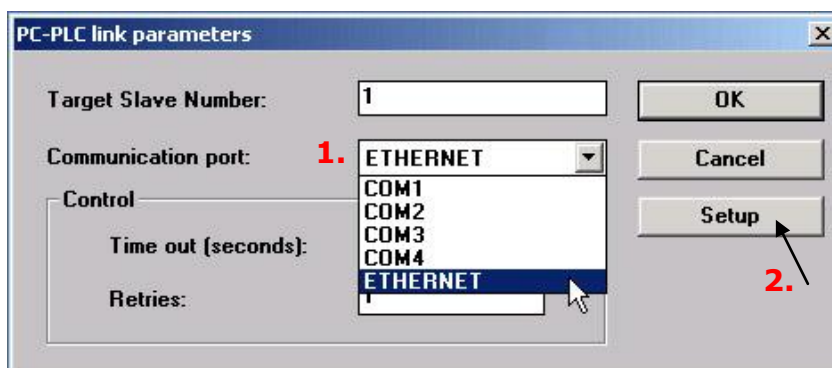 PC-PLC link parameters
Target Slave Number: 1 OK
Communication port: 1. ETHERNET Cancel
Control COM1 Setup
COM2
Time out (seconds): COM3
COM4
ETHERNET 2.
Retries: